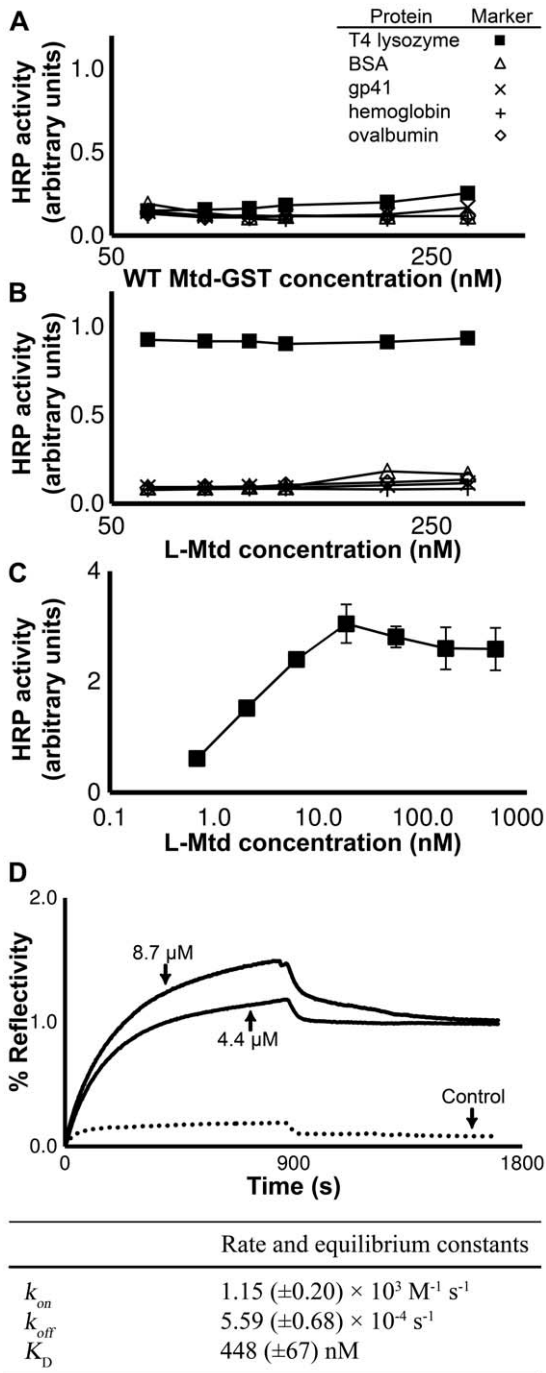 A
Protein Marker
T4 lysozyme
BSA
gp41
hemoglobin
ovalbumin
HRP activity
(arbitrary units)
1.0
0.5
0.0
50 250
WT Mtd-GST concentration (nM)
B
HRP activity
(arbitrary units)
1.0
0.5
0.0
50 250
L-Mtd concentration (nM)
C
HRP activity
(arbitrary units)
4
2
0
0.1 1.0 10.0 100.0 1000
L-Mtd concentration (nM)
D
% Reflectivity
2.0
1.0
0.0
8.7 µM
4.4 µM
Control
0 900 1800
Time (s)
Rate and equilibrium constants
kon 1.15 (±0.20) × 10³ M⁻¹ s⁻¹
koff 5.59 (±0.68) × 10⁻⁴ s⁻¹
KD 448 (±67) nM